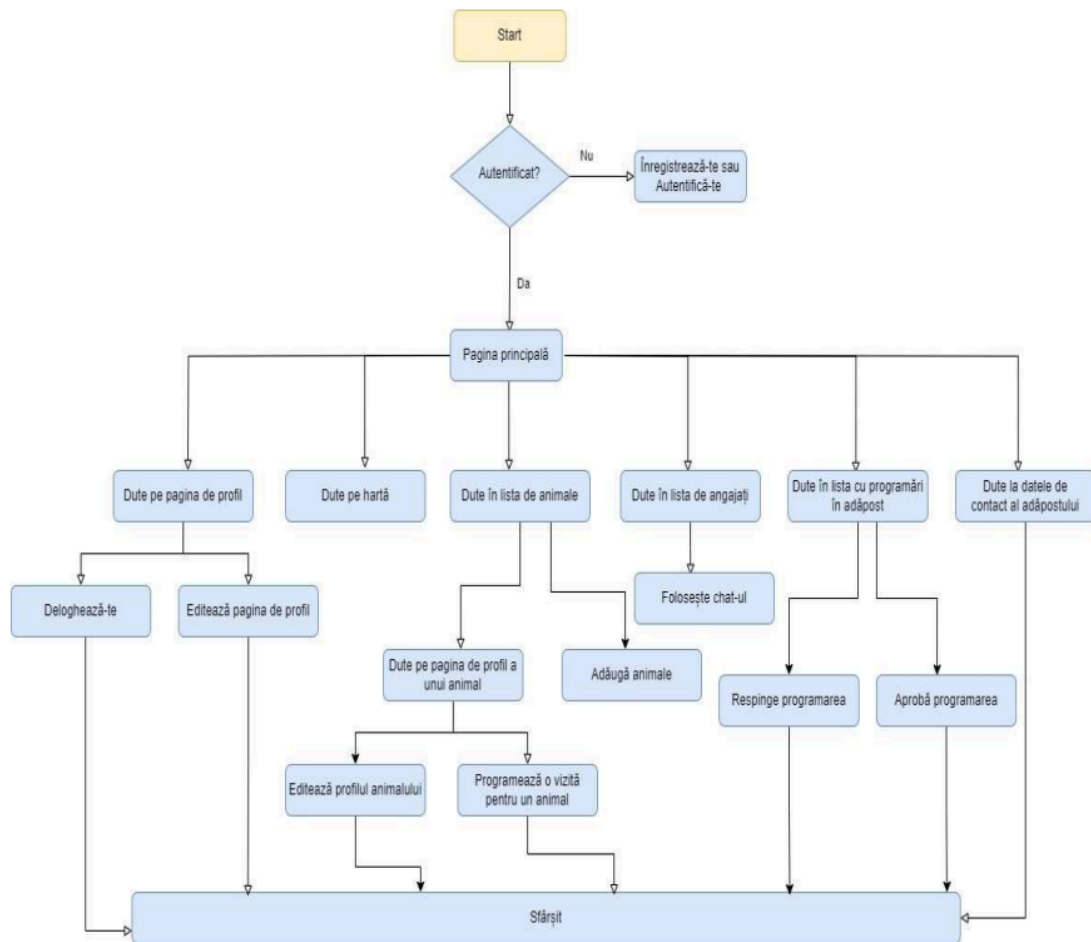 Start
Autentificat?
Nu
Înregistrează-te sau
Autentifică-te
Da
Pagina principală
Dute pe pagina de profil
Dute pe hartă
Dute în lista de animale
Dute în lista de angajați
Dute în lista cu programări
în adăpost
Dute la datele de
contact al adăpostului
Deloghează-te
Editează pagina de profil
Folosește chat-ul
Dute pe pagina de profil a
unui animal
Adăugă animale
Respinge programarea
Aprobă programarea
Editează profilul animalului
Programează o vizită
pentru un animal
Sfârșit